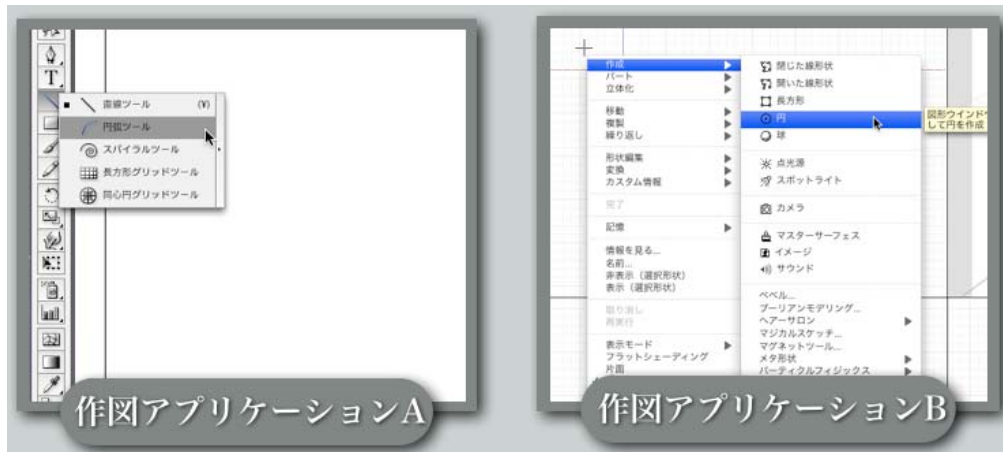 T
直線ツール (¥)
円弧ツール
スパイラルツール
長方形グリッドツール
同心円グリッドツール
作図アプリケーションA
作成
パート
立体化
移動
複製
繰り返し
形状編集
変換
カスタム情報
完了
記憶
情報を見る...
名前...
非表示（選択形状）
表示（選択形状）
取り消し
再実行
表示モード
フラットシェーディング
片面
閉じた線形状
開いた線形状
長方形
円
球
点光源
スポットライト
カメラ
マスターサーフェス
イメージ
サウンド
ベベル...
ブーリアンモデリング...
ヘアーサロン
マジカルスケッチ...
マグネットツール...
メタ形状
パーティクルフィジックス
図形ウインド
して円を作成
作図アプリケーションB